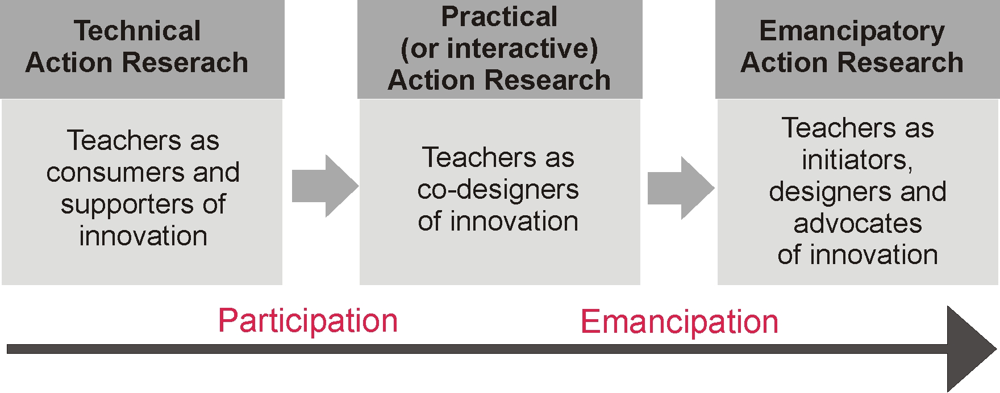 Technical
Action Reserach
Teachers as
consumers and
supporters of
innovation
Practical
(or interactive)
Action Research
Teachers as
co-designers
of innovation
Emancipatory
Action Research
Teachers as
initiators,
designers and
advocates
of innovation
Participation
Emancipation